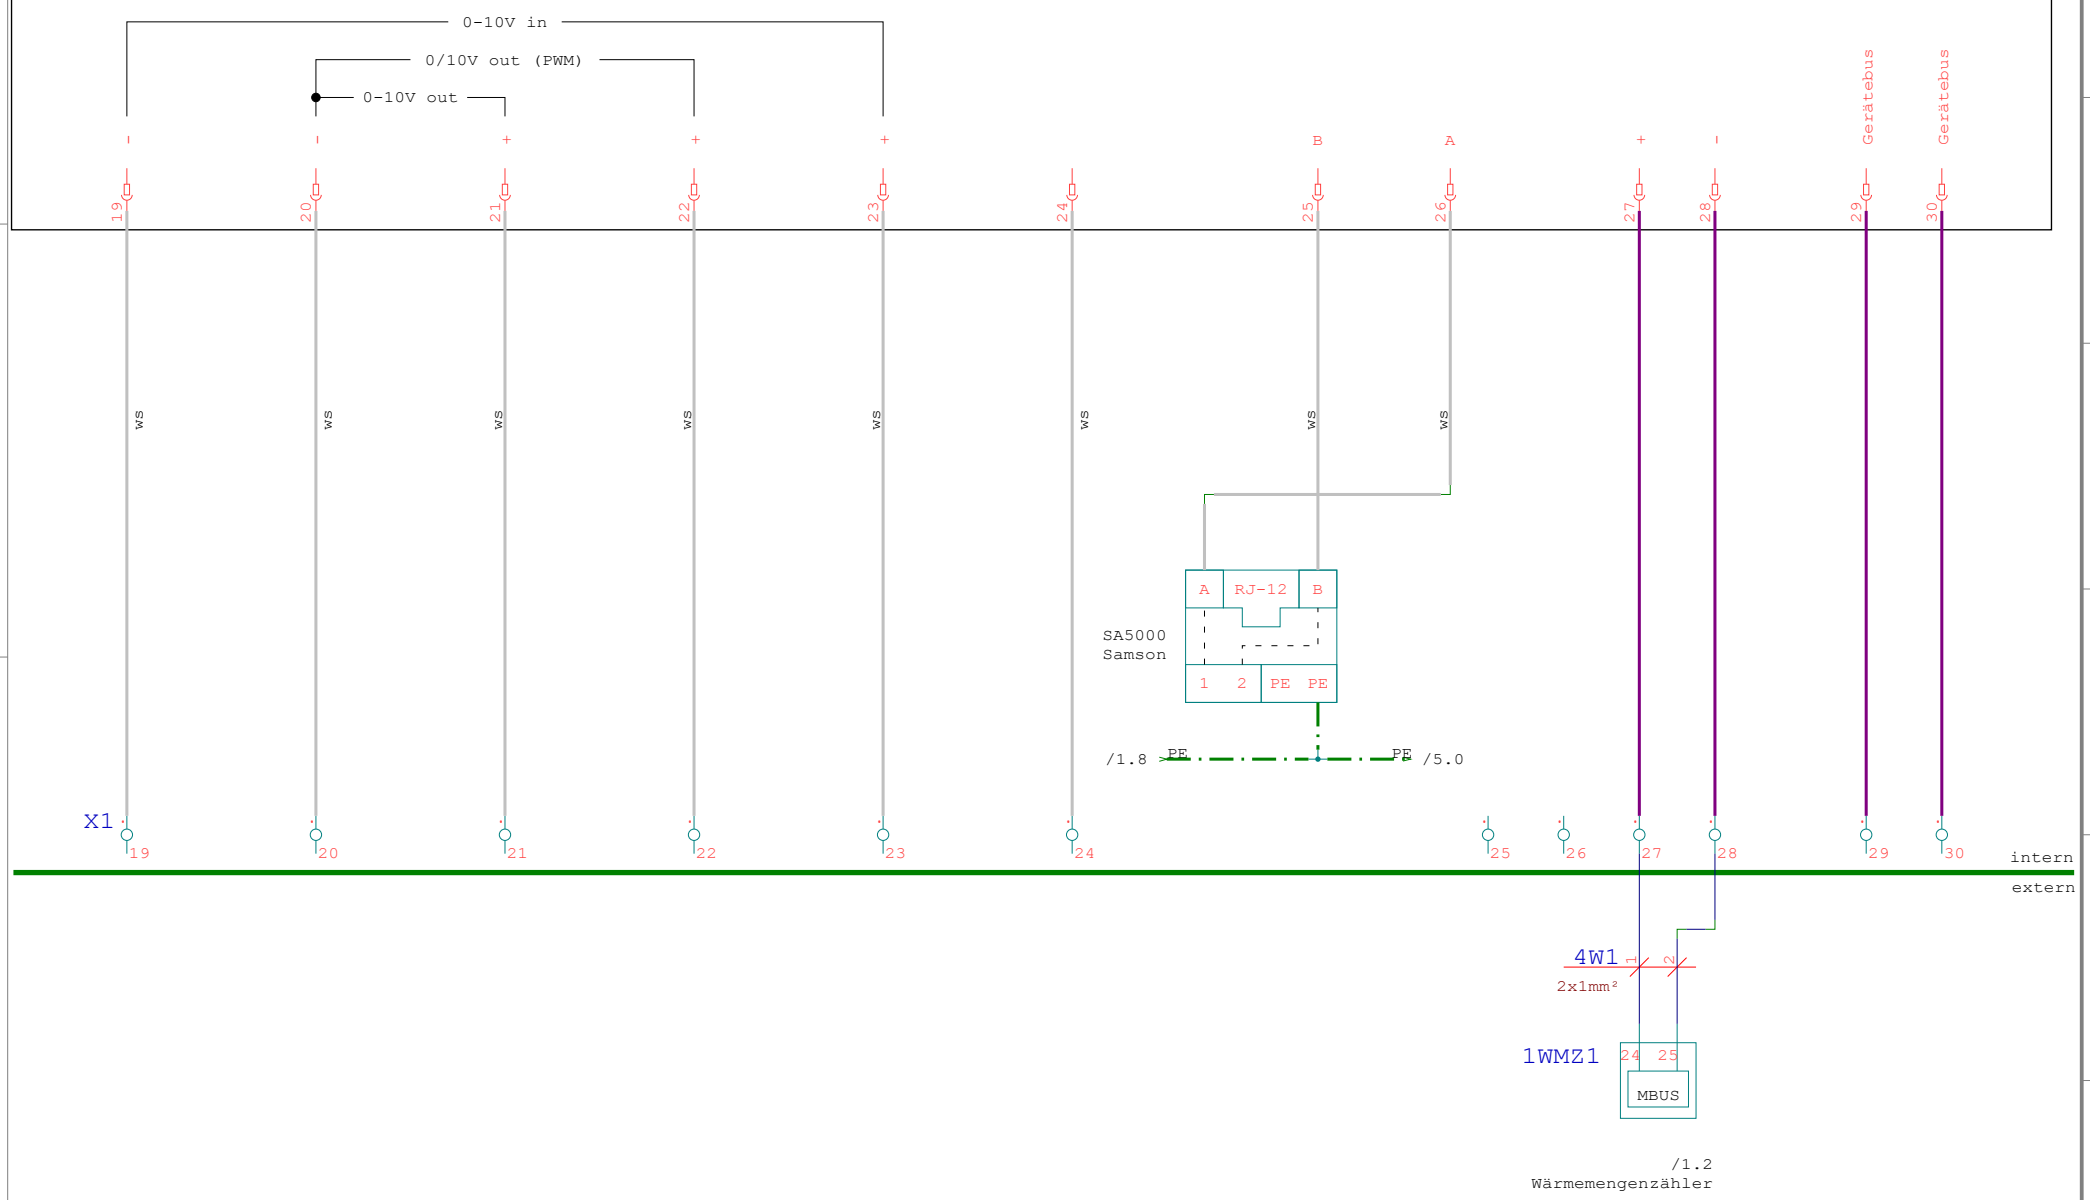 0-10V in
0/10V out (PWM)
0-10V out
- - + + + B A + - Gerätebus Gerätebus
19 20 21 22 23 24 25 26 27 28 29 30
ws ws ws ws ws ws ws ws
A RJ-12 B
SA5000
Samson
1 2 PE PE
/1.8 PE PE /5.0
X1
19 20 21 22 23 24 25 26 27 28 29 30
intern
extern
4W1 1 2
2x1mm²
1WMZ1 24 25
MBUS
/1.2
Wärmemengenzähler